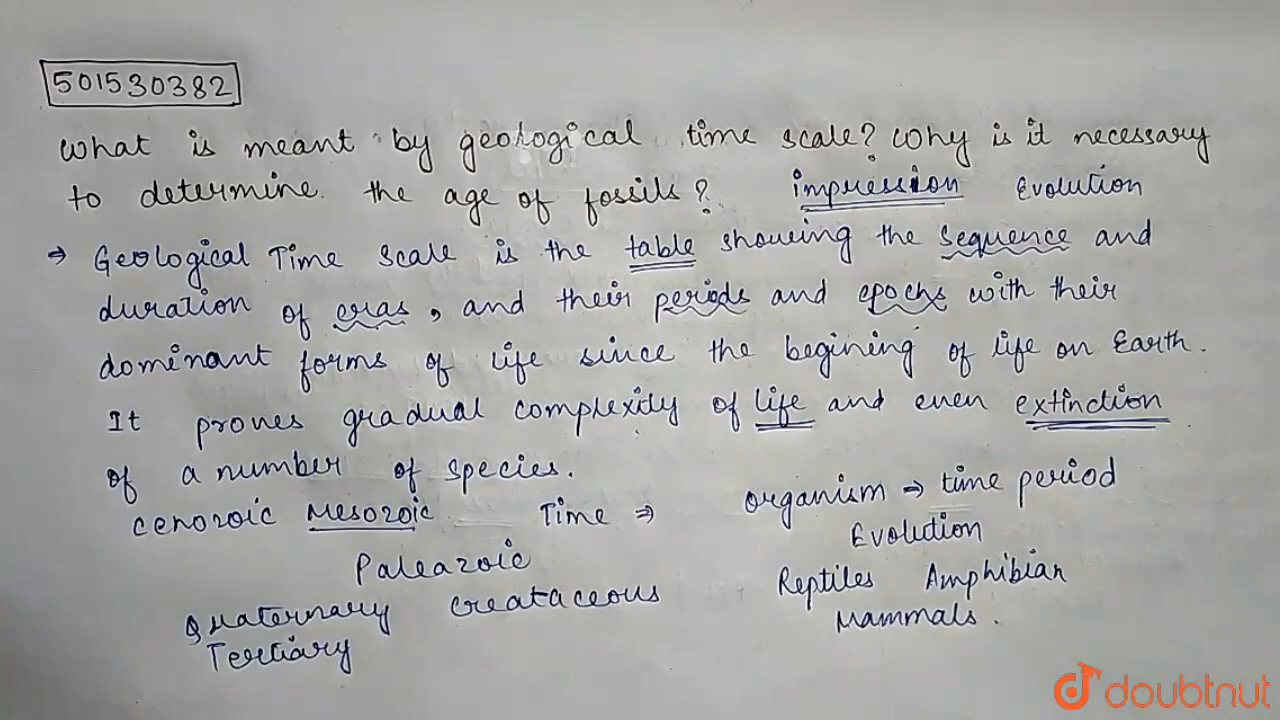 501530382
What is meant by geological time scale? Why is it necessary
to determine the age of fossils? impression Evolution
→ Geological Time Scale is the table showing the sequence and
duration of eras, and their periods and epochs with their
dominant forms of life since the begining of life on Earth.
It proves gradual complexity of life and even extinction
of a number of species.
Cenozoic Mesozoic Time ⇒ Organism ⇒ time period
Paleazoic Evolution
Quaternary Creataceous Reptiles Amphibian
Tertiary Mammals.
doubtnut